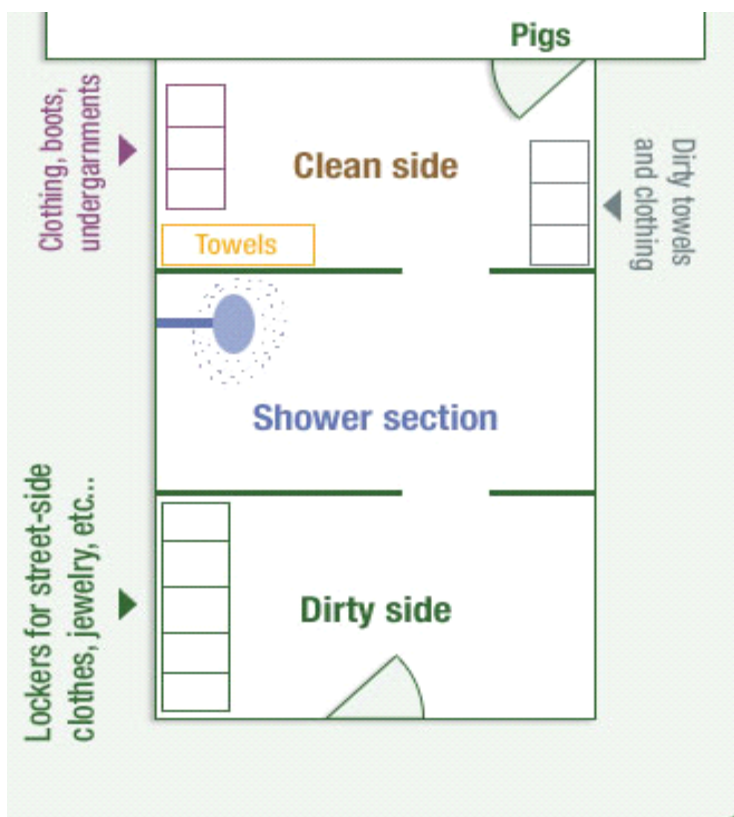 Pigs
Clothing, boots,
undergarnments
Clean side
Dirty towels
and clothing
Towels
Shower section
Lockers for street-side
clothes, jewelry, etc...
Dirty side